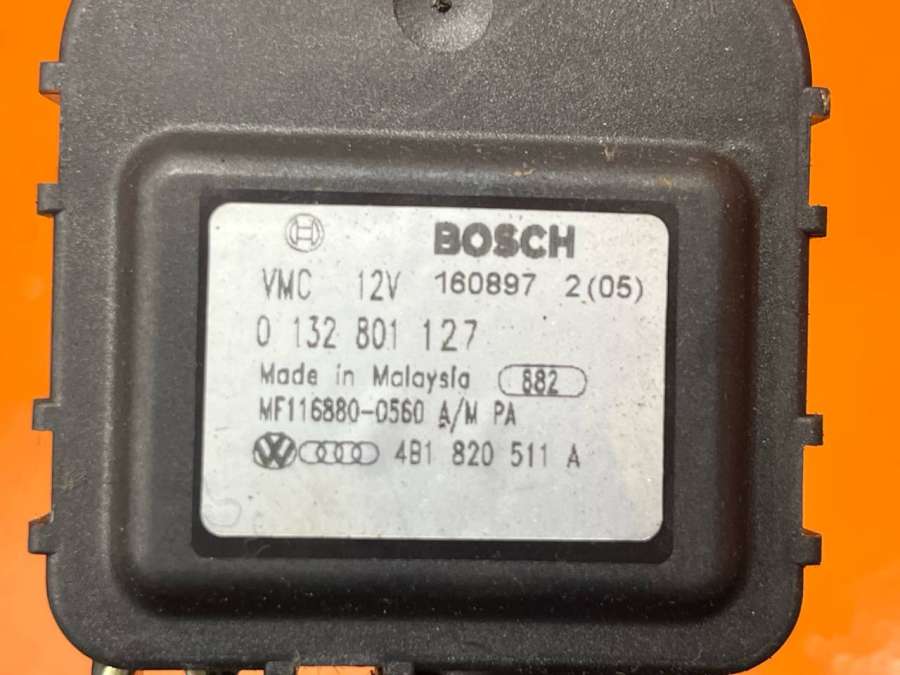 BOSCH
VMC 12V 160897 2(05)
0 132 801 127
Made in Malaysia 882
MF116880-0560 A/M PA
VW 4B1 820 511 A